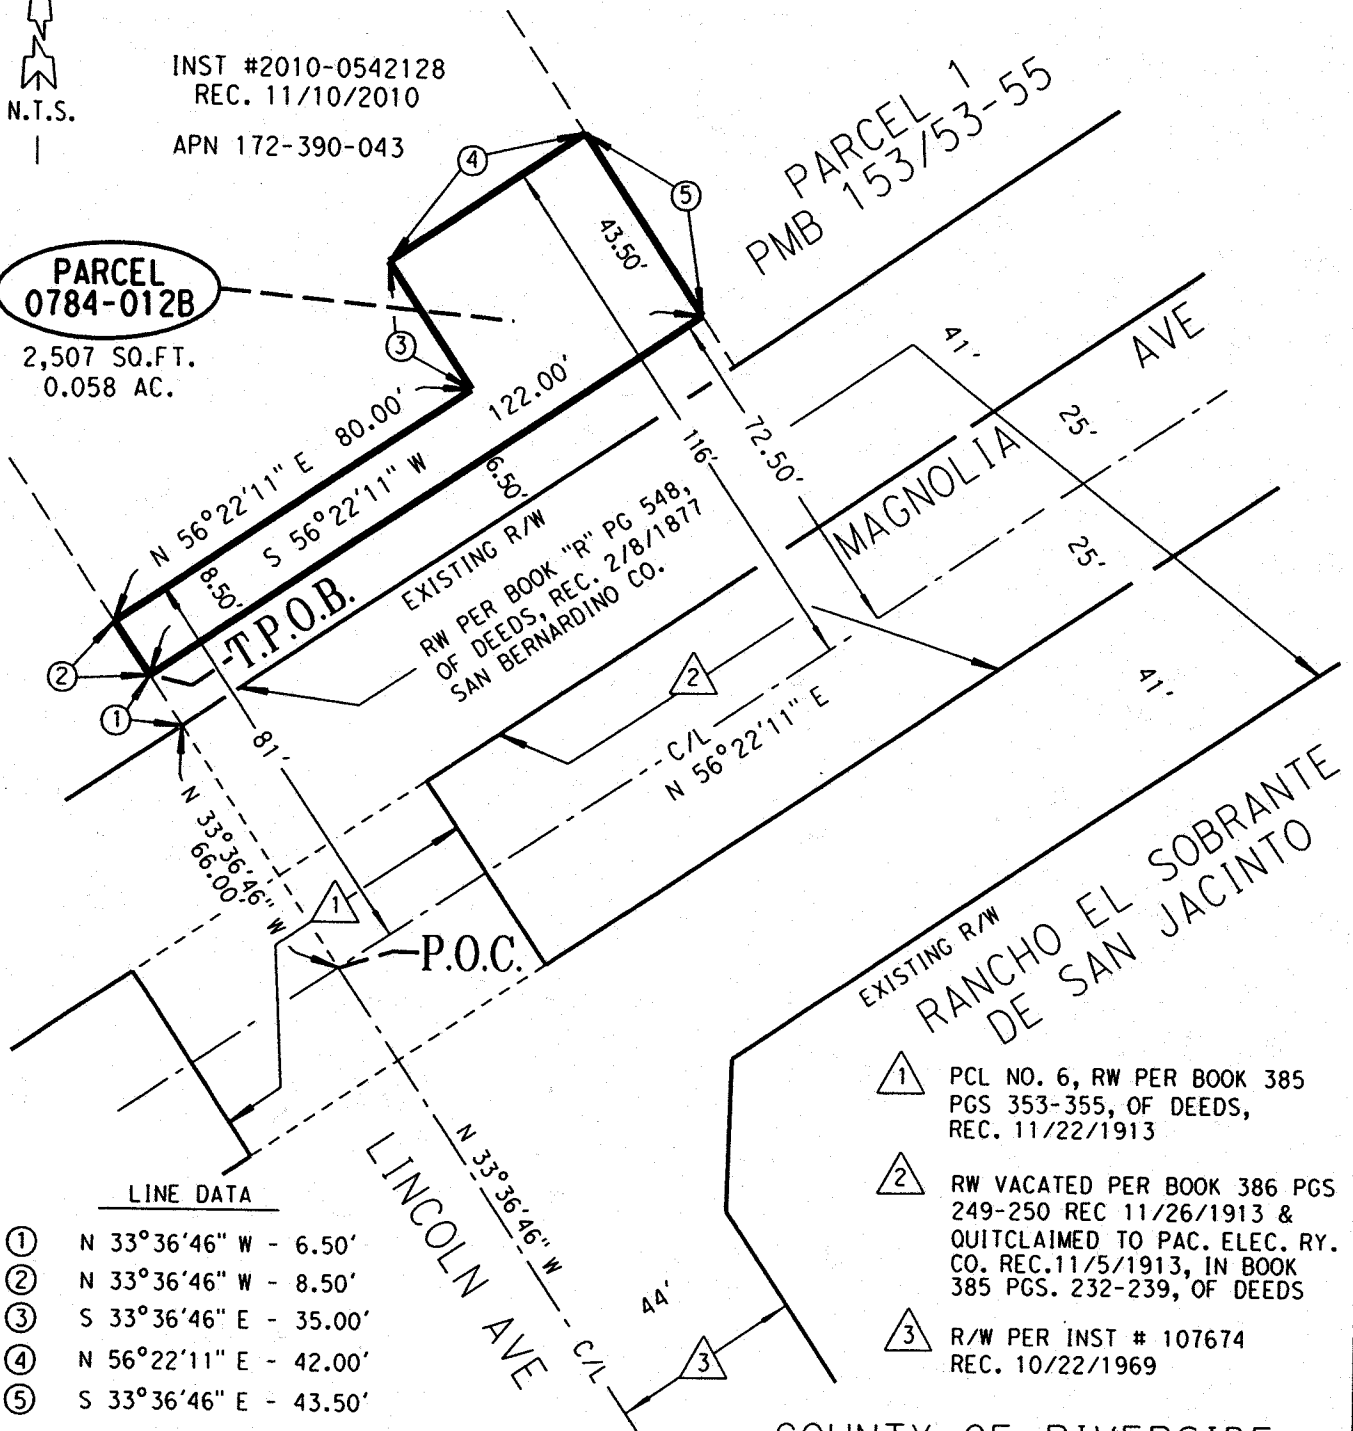 N.T.S.
INST #2010-0542128
REC. 11/10/2010
APN 172-390-043
PARCEL
0784-012B
2,507 SQ.FT.
0.058 AC.
4
5
3
2
1
43.50'
PARCEL 1
PMB 153/53-55
N 56°22'11" E 80.00'
S 56°22'11" W 122.00'
8.50'
6.50'
T.P.O.B.
EXISTING R/W
RW PER BOOK "R" PG 548,
OF DEEDS, REC. 2/8/1877
SAN BERNARDINO CO.
116'
72.50'
41'
25'
25'
41'
MAGNOLIA AVE
81'
2
C/L
N 56°22'11" E
N 33°36'46" W
66.00'
1
P.O.C.
EXISTING R/W
RANCHO EL SOBRANTE
DE SAN JACINTO
LINCOLN AVE
N 33°36'46" W
C/L
44'
3
LINE DATA
1 N 33°36'46" W - 6.50'
2 N 33°36'46" W - 8.50'
3 S 33°36'46" E - 35.00'
4 N 56°22'11" E - 42.00'
5 S 33°36'46" E - 43.50'
1 PCL NO. 6, RW PER BOOK 385
PGS 353-355, OF DEEDS,
REC. 11/22/1913
2 RW VACATED PER BOOK 386 PGS
249-250 REC 11/26/1913 &
QUITCLAIMED TO PAC. ELEC. RY.
CO. REC.11/5/1913, IN BOOK
385 PGS. 232-239, OF DEEDS
3 R/W PER INST # 107674
REC. 10/22/1969
COUNTY OF RIVERSIDE